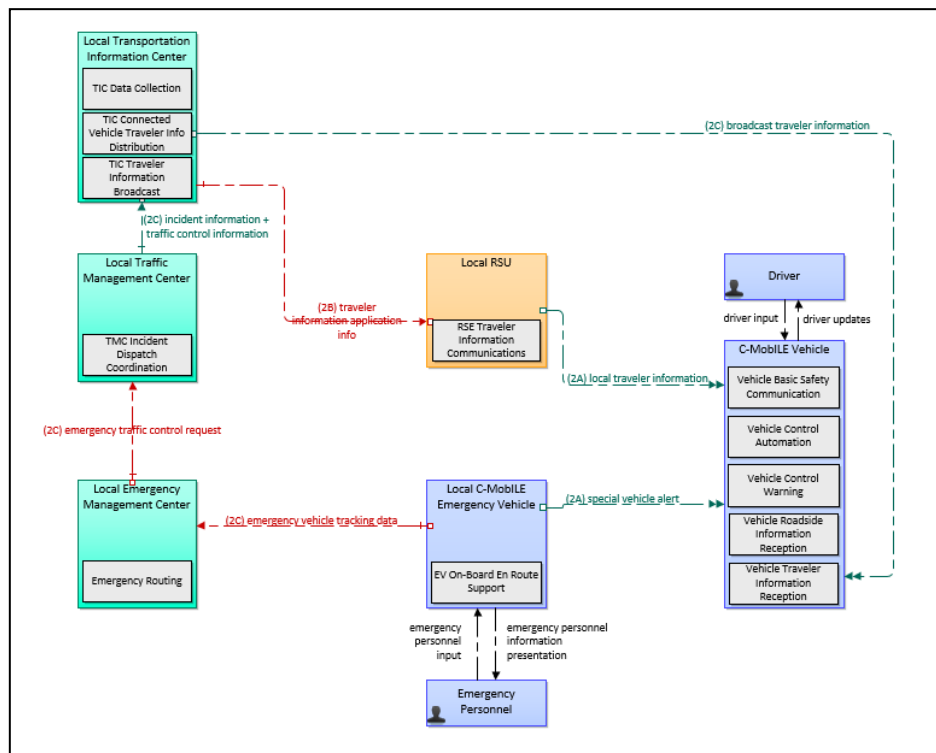 Local Transportation
Information Center
TIC Data Collection
TIC Connected
Vehicle Traveler Info
Distribution
TIC Traveler
Information
Broadcast
(2C) broadcast traveler information
(2C) incident information +
traffic control information
Local Traffic
Management Center
TMC Incident
Dispatch
Coordination
(2B) traveler
information application
info
Local RSU
RSE Traveler
Information
Communications
Driver
driver input
driver updates
C-MobILE Vehicle
Vehicle Basic Safety
Communication
Vehicle Control
Automation
Vehicle Control
Warning
Vehicle Roadside
Information
Reception
Vehicle Traveler
Information
Reception
(2A) local traveler information
(2C) emergency traffic control request
Local Emergency
Management Center
Emergency Routing
(2C) emergency vehicle tracking data
Local C-MobILE
Emergency Vehicle
EV On-Board En Route
Support
(2A) special vehicle alert
emergency
personnel
input
emergency personnel
information
presentation
Emergency
Personnel